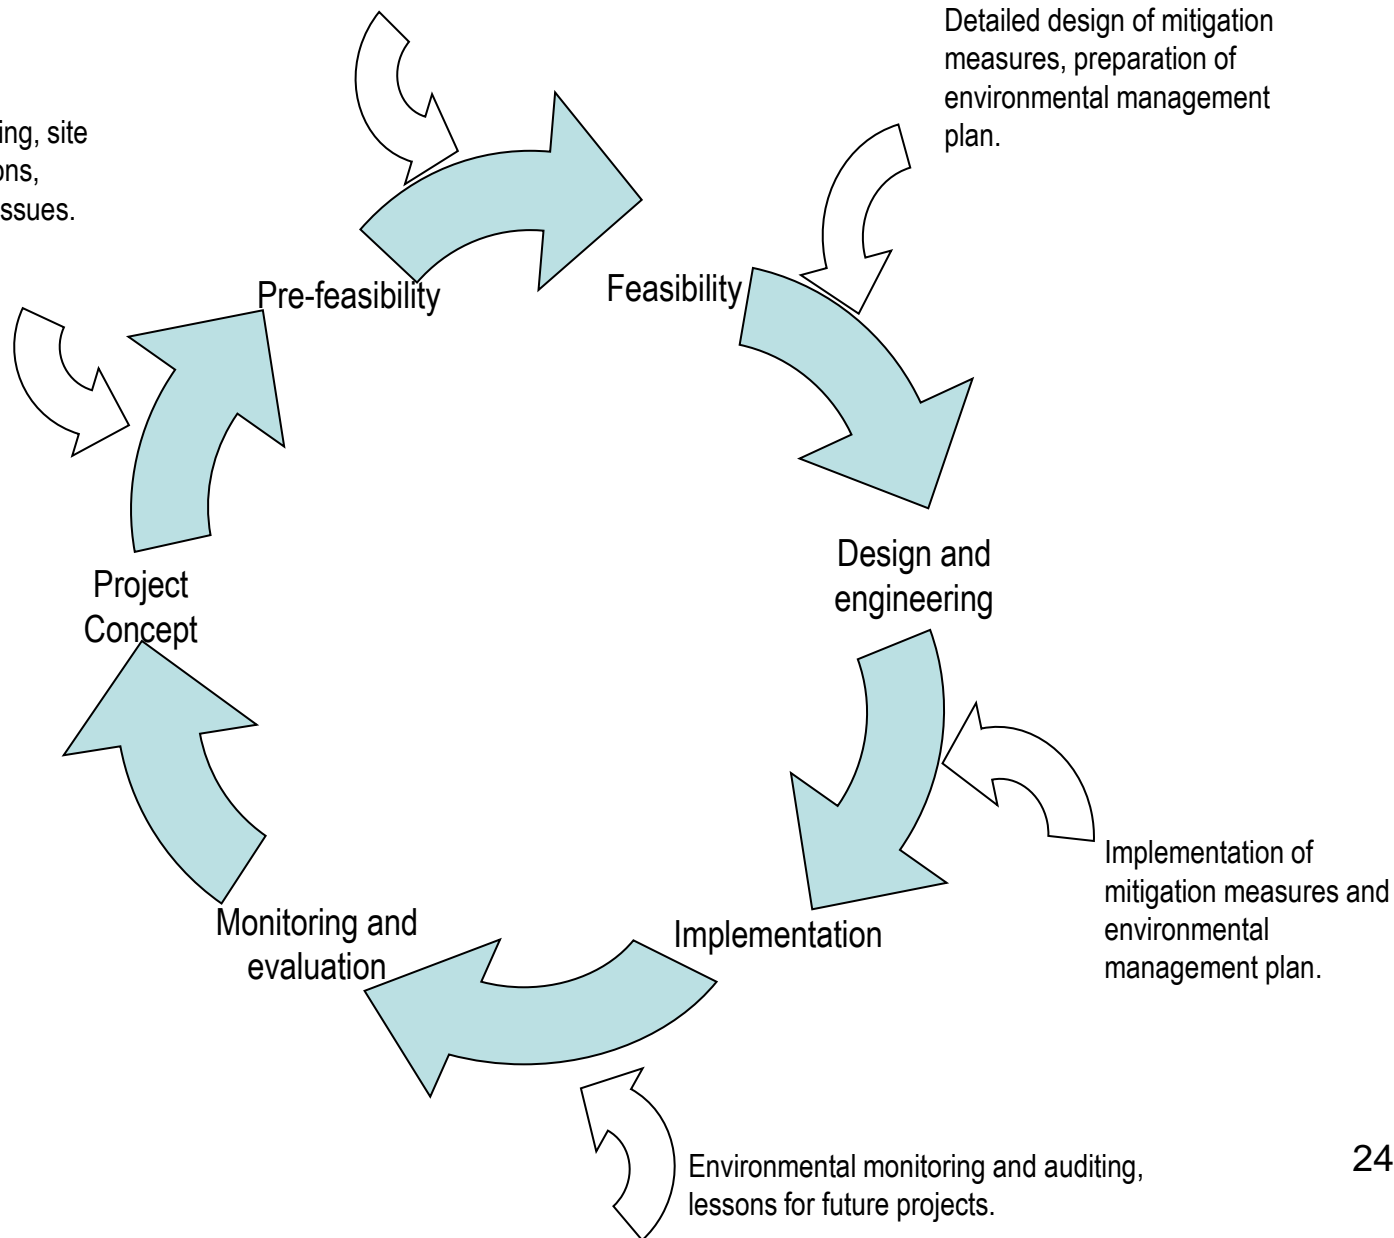 Detailed design of mitigation
measures, preparation of
environmental management
plan.
ing, site
ons,
ssues.
Pre-feasibility
Feasibility
Design and
engineering
Project
Concept
Implementation of
mitigation measures and
environmental
management plan.
Monitoring and
evaluation
Implementation
Environmental monitoring and auditing,
lessons for future projects.
24